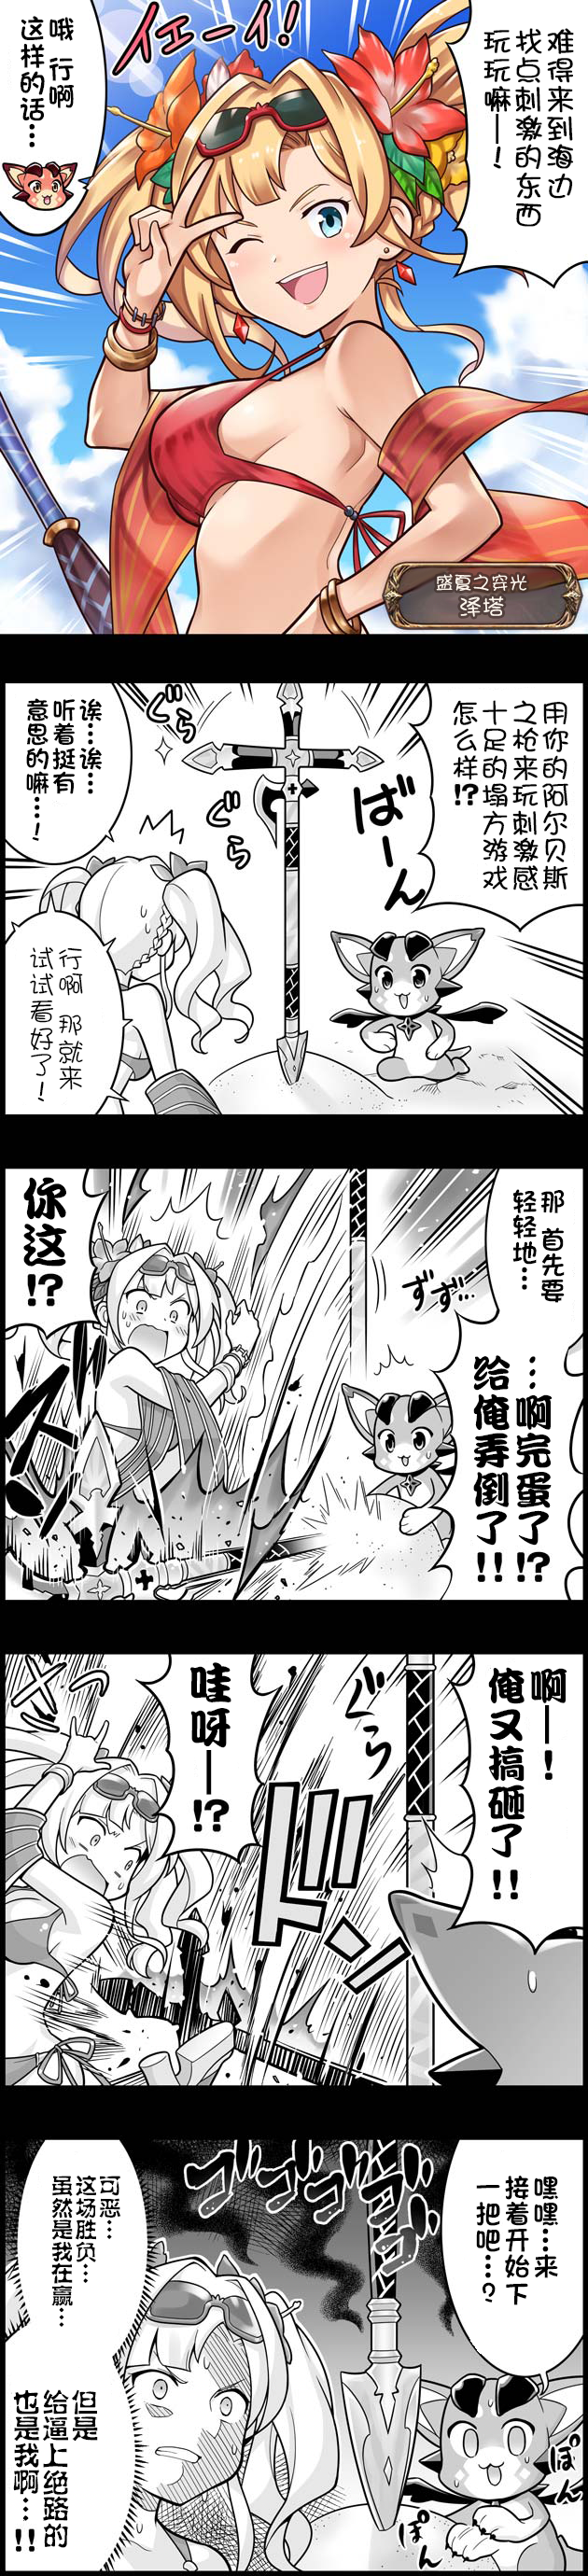 难得来到海边
找点刺激的东西
玩玩嘛——！
イエーイ！
哦 行啊
这样的话…
盛夏之穿光
泽塔
用你的阿尔贝斯
之枪来玩刺激感
十足的塌方游戏
怎么样!?
ばーん
ぐら
ぐら
诶…诶…
听着挺有
意思的嘛…！
行啊 那就来
试试看好了！
那 首先要
轻轻地…
ずず…
…啊完蛋了!?
给俺弄倒了!!
你这!?
啊——！
俺又搞砸了!!
ぐら
哇呀——!?
ドドン
嘿嘿…来
接着开始下
一把吧…？
ゴゴゴゴ
ぽん
ぽん
可恶…
这场胜负…
虽然是我在赢…
但是
给逼上绝路的
也是我啊…!!